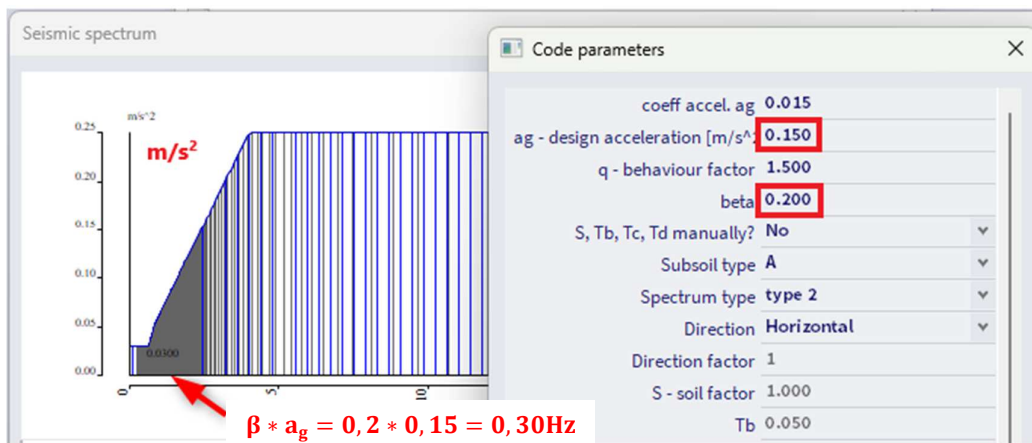 Seismic spectrum
Code parameters
m/s^2
m/s²
0.25
0.20
0.15
0.10
0.05
0.00
0.0300
0
5
10
β * a_g = 0, 2 * 0, 15 = 0, 30Hz
coeff accel. ag 0.015
ag - design acceleration [m/s^2 0.150
q - behaviour factor 1.500
beta 0.200
S, Tb, Tc, Td manually? No
Subsoil type A
Spectrum type type 2
Direction Horizontal
Direction factor 1
S - soil factor 1.000
Tb 0.050